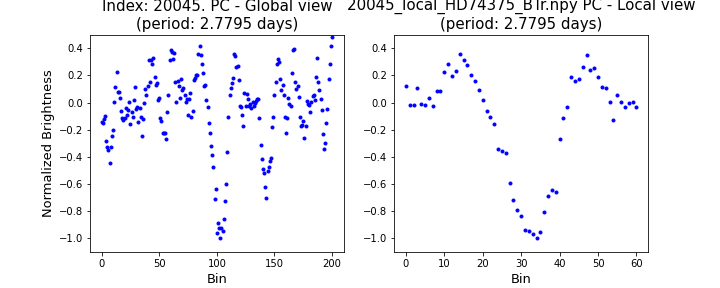 Index: 20045. PC - Global view
(period: 2.7795 days)
20045_local_HD74375_BTr.npy PC - Local view
(period: 2.7795 days)
Normalized Brightness
0.4
0.2
0.0
−0.2
−0.4
−0.6
−0.8
−1.0
0 50 100 150 200
Bin
0.4
0.2
0.0
−0.2
−0.4
−0.6
−0.8
−1.0
0 10 20 30 40 50 60
Bin